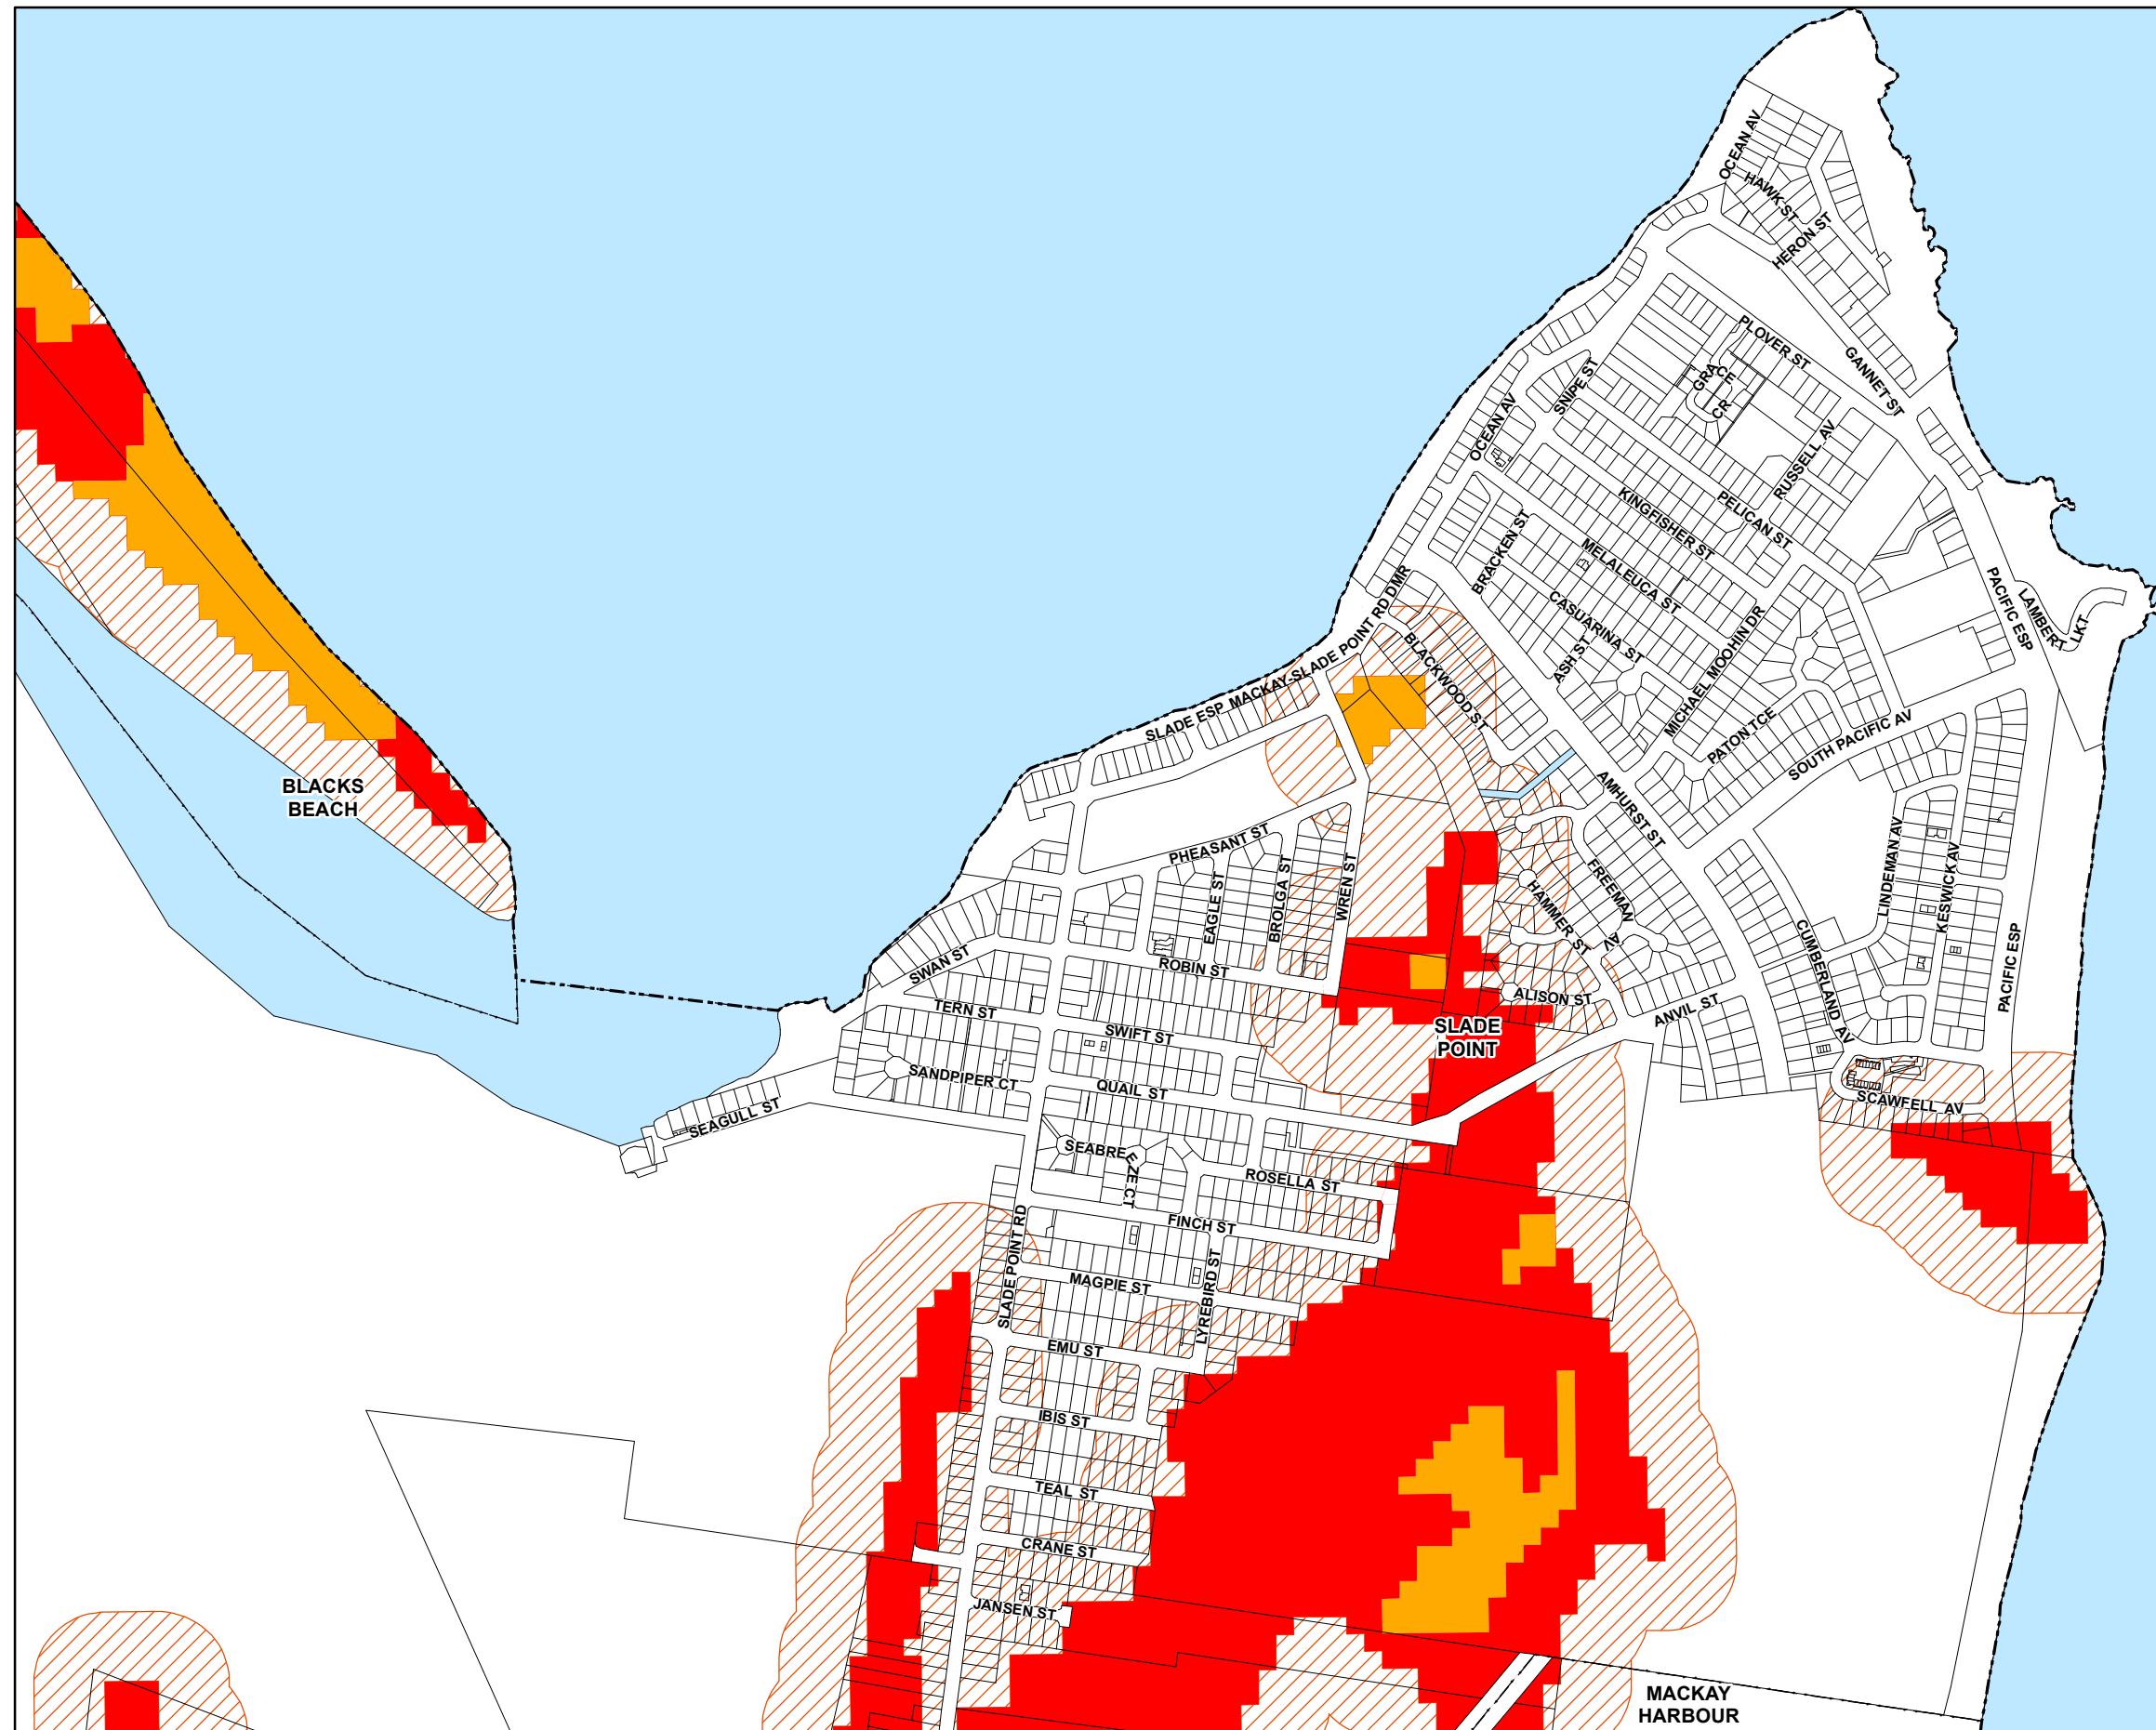 OCEAN AV
HAWK ST
HERON ST
PLOVER ST
GANNET ST
GRACE CR
SNIPE ST
OCEAN AV
RUSSELL AV
PELICAN ST
KINGFISHER ST
BRACKEN ST
MELALEUCA ST
CASUARINA ST
ASH ST
MICHAEL MOOHIN DR
PACIFIC ESP
LAMBERT LKT
SLADE ESP
MACKAY-SLADE POINT RD DMR
BLACKWOOD ST
PATON TCE
SOUTH PACIFIC AV
AMHURST ST
BLACKS
BEACH
PHEASANT ST
EAGLE ST
BROLGA ST
WREN ST
FREEMAN AV
HAMMER ST
LINDEMAN AV
KESWICK AV
CUMBERLAND AV
PACIFIC ESP
SWAN ST
ROBIN ST
ALISON ST
ANVIL ST
TERN ST
SWIFT ST
SLADE
POINT
SANDPIPER CT
QUAIL ST
SCAWFELL AV
SEAGULL ST
SEABREEZE CT
ROSELLA ST
FINCH ST
SLADE POINT RD
MAGPIE ST
LYREBIRD ST
EMU ST
IBIS ST
TEAL ST
CRANE ST
JANSEN ST
MACKAY
HARBOUR